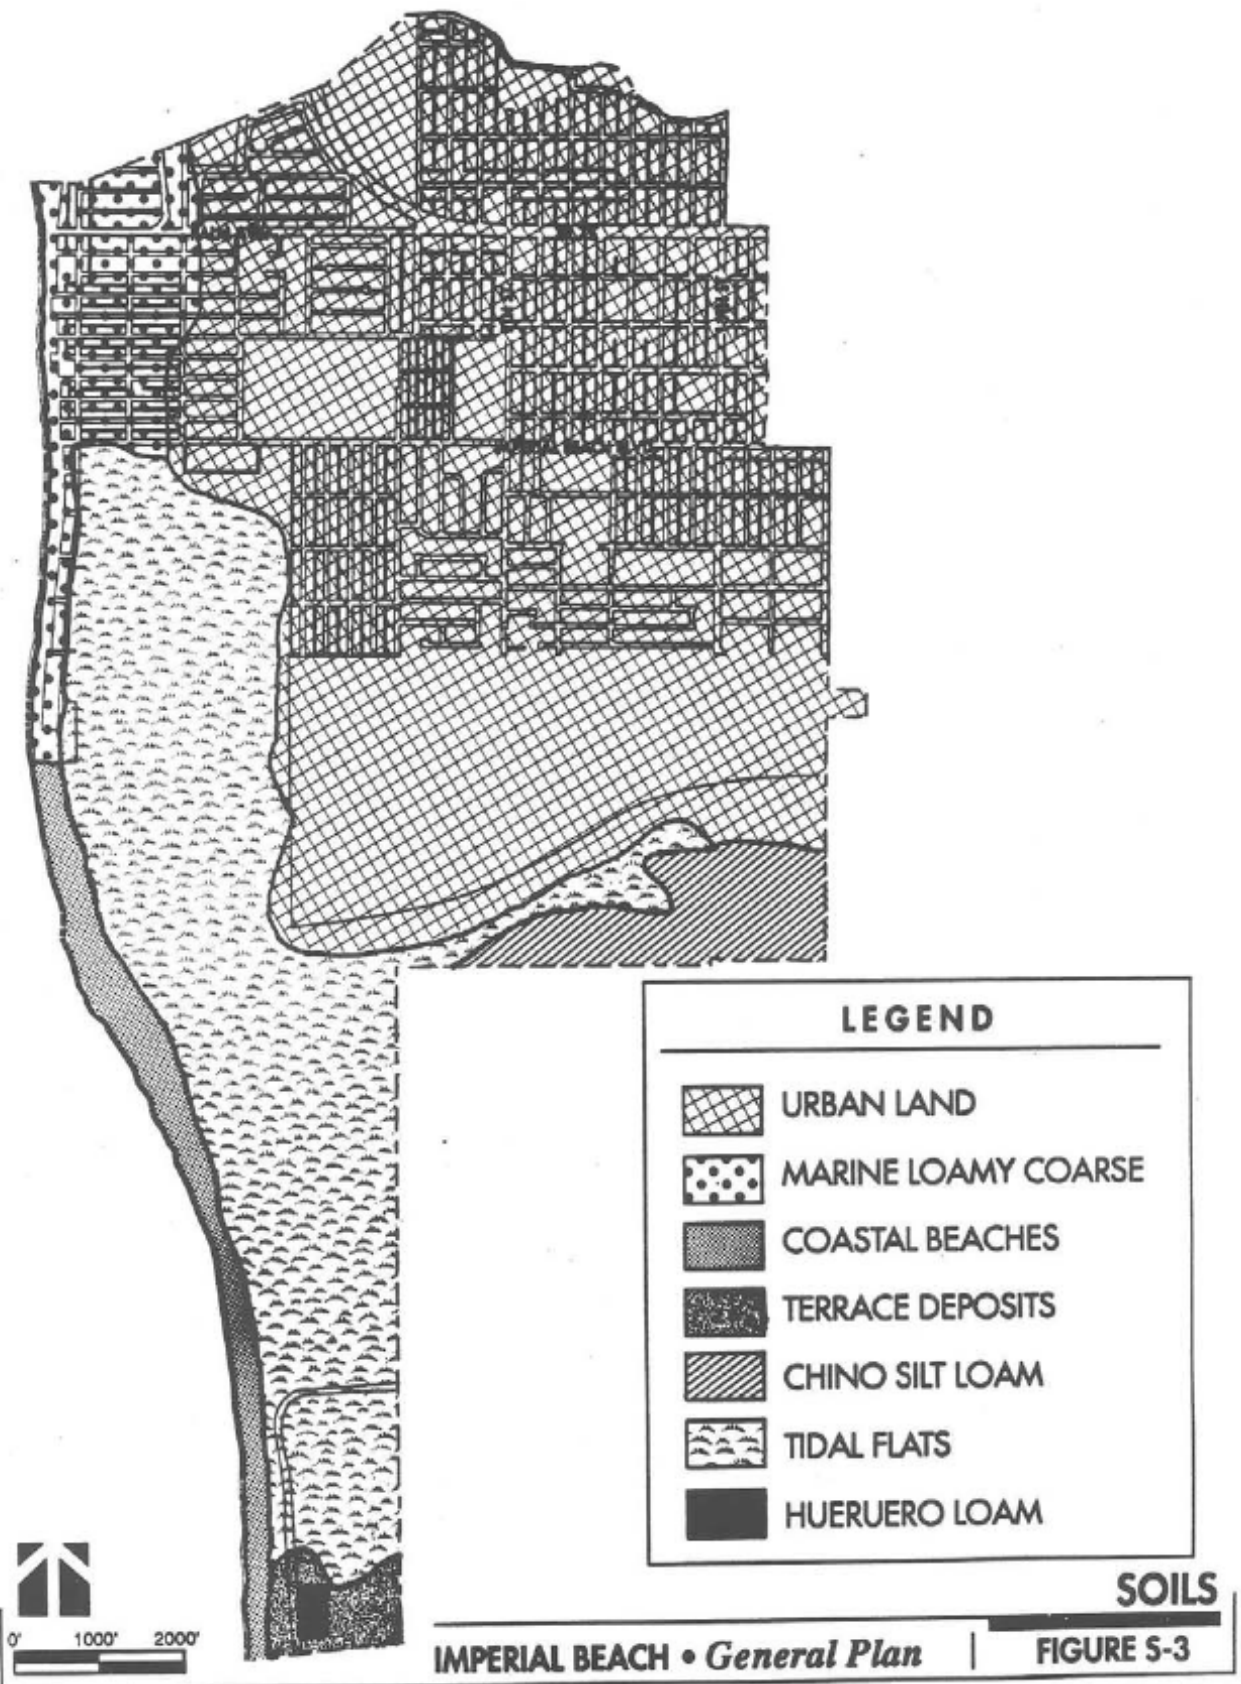 LEGEND
URBAN LAND
MARINE LOAMY COARSE
COASTAL BEACHES
TERRACE DEPOSITS
CHINO SILT LOAM
TIDAL FLATS
HUERUERO LOAM
0' 1000' 2000'
SOILS
IMPERIAL BEACH • General Plan
FIGURE S-3